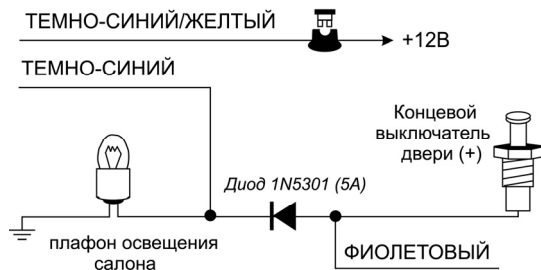 ТЕМНО-СИНИЙ/ЖЕЛТЫЙ
+12В
ТЕМНО-СИНИЙ
Концевой
выключатель
двери (+)
Диод 1N5301 (5А)
плафон освещения
салона
ФИОЛЕТОВЫЙ